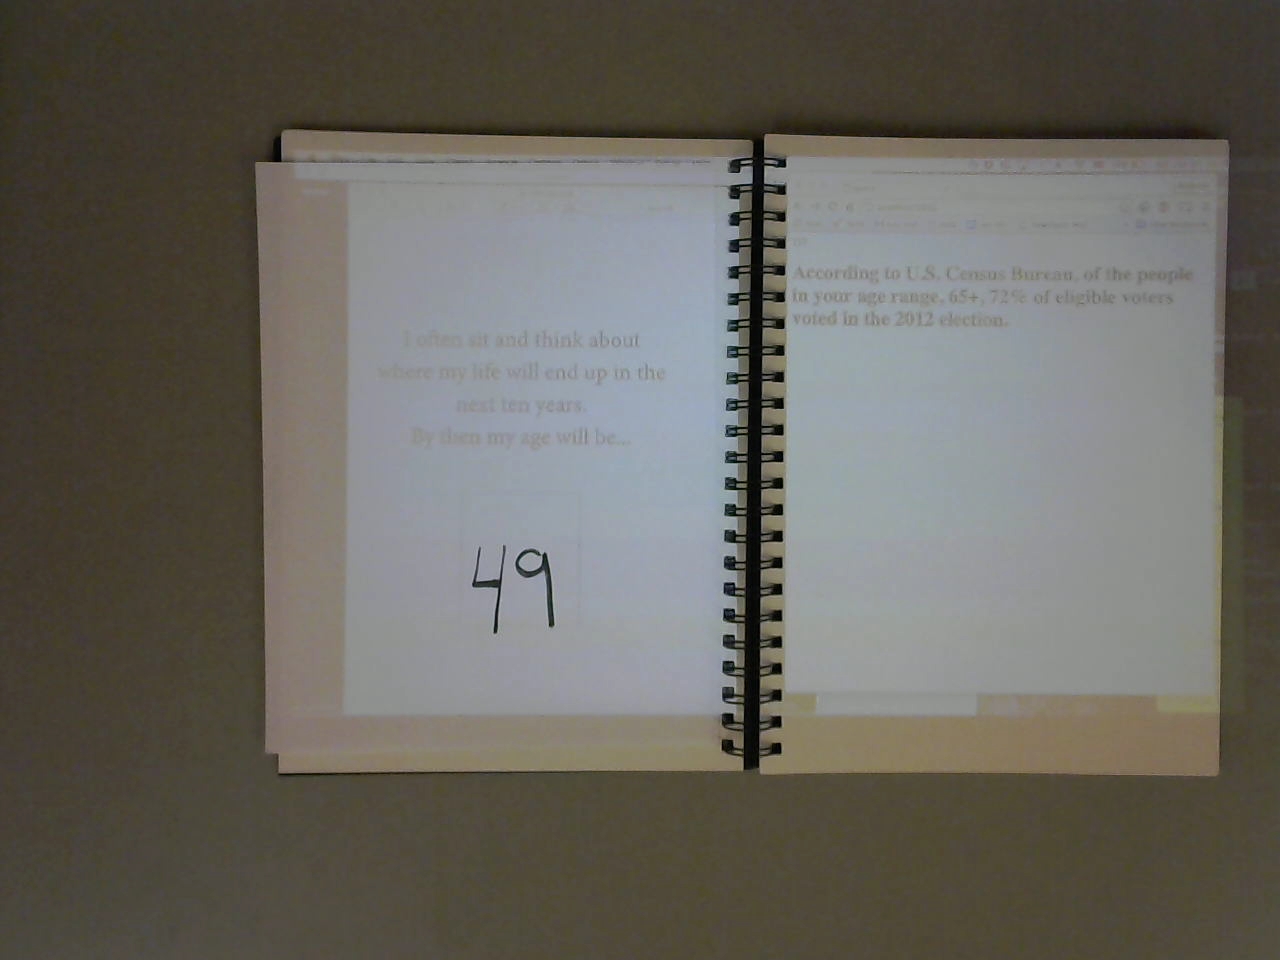 I often sit and think about
where my life will end up in the
next ten years.
By then my age will be...
49
According to U.S. Census Bureau, of the people
in your age range, 65+, 72% of eligible voters
voted in the 2012 election.